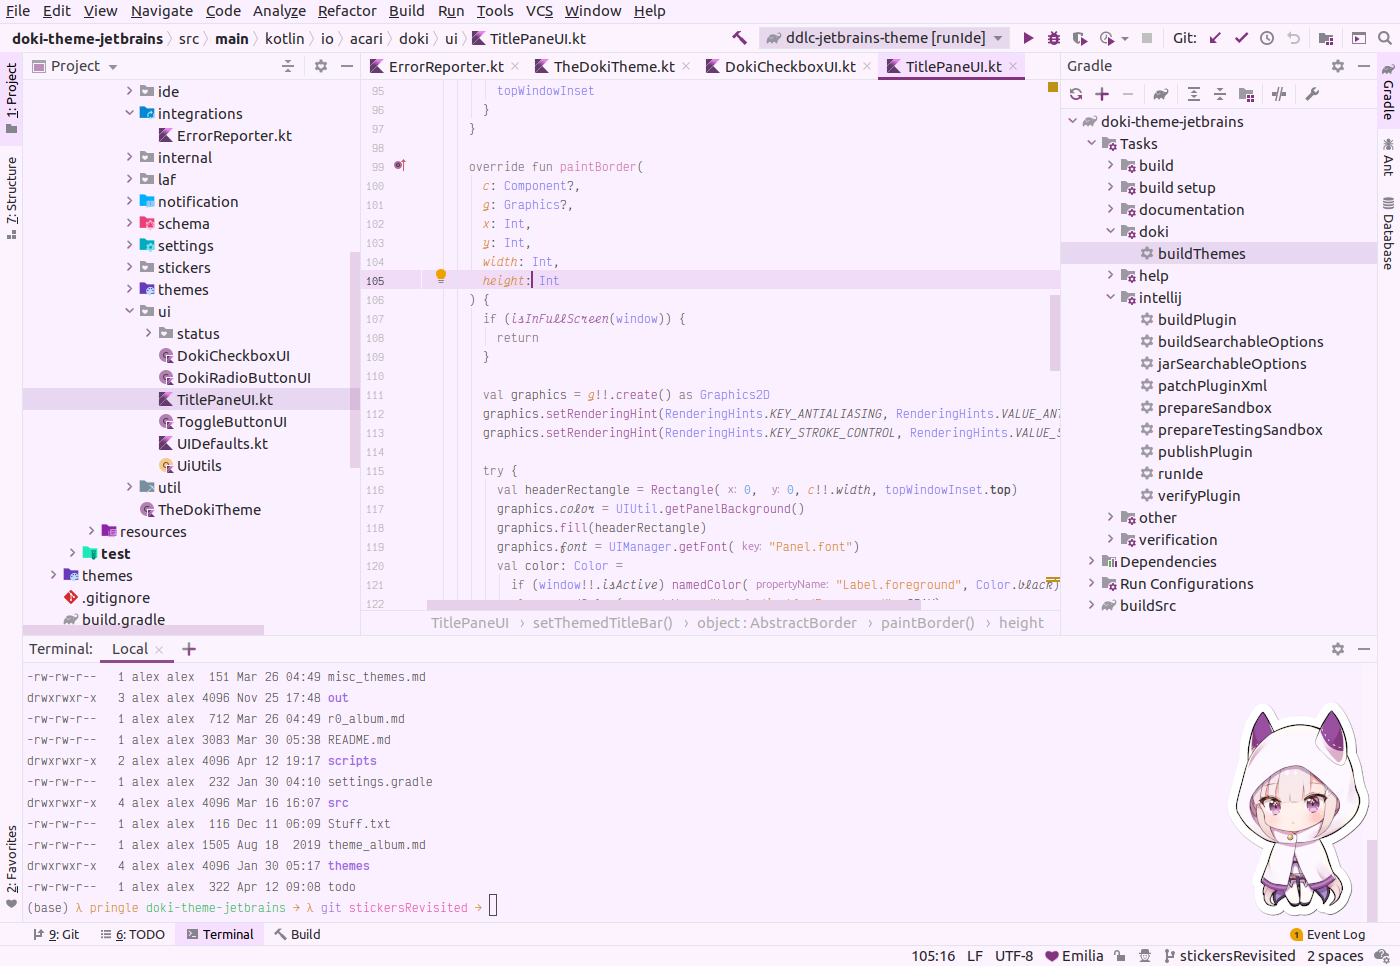 File Edit View Navigate Code Analyze Refactor Build Run Tools VCS Window Help
doki-theme-jetbrains src main kotlin io acari doki ui TitlePaneUI.kt ddlc-jetbrains-theme [runIde] Git:
1: Project
7: Structure
2: Favorites
Project
ide
integrations
ErrorReporter.kt
internal
laf
notification
schema
settings
stickers
themes
ui
status
DokiCheckboxUI
DokiRadioButtonUI
TitlePaneUI.kt
ToggleButtonUI
UIDefaults.kt
UiUtils
util
TheDokiTheme
resources
test
themes
.gitignore
build.gradle
ErrorReporter.kt TheDokiTheme.kt DokiCheckboxUI.kt TitlePaneUI.kt
95 topWindowInset
96 }
97 }
98
99 override fun paintBorder(
100 c: Component?,
101 g: Graphics?,
102 x: Int,
103 y: Int,
104 width: Int,
105 height: Int
106 ) {
107 if (isInFullScreen(window)) {
108 return
109 }
110
111 val graphics = g!!.create() as Graphics2D
112 graphics.setRenderingHint(RenderingHints.KEY_ANTIALIASING, RenderingHints.VALUE_ANT
113 graphics.setRenderingHint(RenderingHints.KEY_STROKE_CONTROL, RenderingHints.VALUE_S
114
115 try {
116 val headerRectangle = Rectangle( x: 0, y: 0, c!!.width, topWindowInset.top)
117 graphics.color = UIUtil.getPanelBackground()
118 graphics.fill(headerRectangle)
119 graphics.font = UIManager.getFont( key: "Panel.font")
120 val color: Color =
121 if (window!!.isActive) namedColor( propertyName: "Label.foreground", Color.black)
122
TitlePaneUI › setThemedTitleBar() › object : AbstractBorder › paintBorder() › height
Gradle
doki-theme-jetbrains
Tasks
build
build setup
documentation
doki
buildThemes
help
intellij
buildPlugin
buildSearchableOptions
jarSearchableOptions
patchPluginXml
prepareSandbox
prepareTestingSandbox
publishPlugin
runIde
verifyPlugin
other
verification
Dependencies
Run Configurations
buildSrc
Gradle
Ant
Database
Terminal: Local
-rw-rw-r-- 1 alex alex 151 Mar 26 04:49 misc_themes.md
drwxrwxr-x 3 alex alex 4096 Nov 25 17:48 out
-rw-rw-r-- 1 alex alex 712 Mar 26 04:49 r0_album.md
-rw-rw-r-- 1 alex alex 3083 Mar 30 05:38 README.md
drwxrwxr-x 2 alex alex 4096 Apr 12 19:17 scripts
-rw-rw-r-- 1 alex alex 232 Jan 30 04:10 settings.gradle
drwxrwxr-x 4 alex alex 4096 Mar 16 16:07 src
-rw-rw-r-- 1 alex alex 116 Dec 11 06:09 Stuff.txt
-rw-rw-r-- 1 alex alex 1505 Aug 18 2019 theme_album.md
drwxrwxr-x 4 alex alex 4096 Jan 30 05:17 themes
-rw-rw-r-- 1 alex alex 322 Apr 12 09:08 todo
(base) λ pringle doki-theme-jetbrains → λ git stickersRevisited →
9: Git 6: TODO Terminal Build 1 Event Log
105:16 LF UTF-8 Emilia stickersRevisited 2 spaces